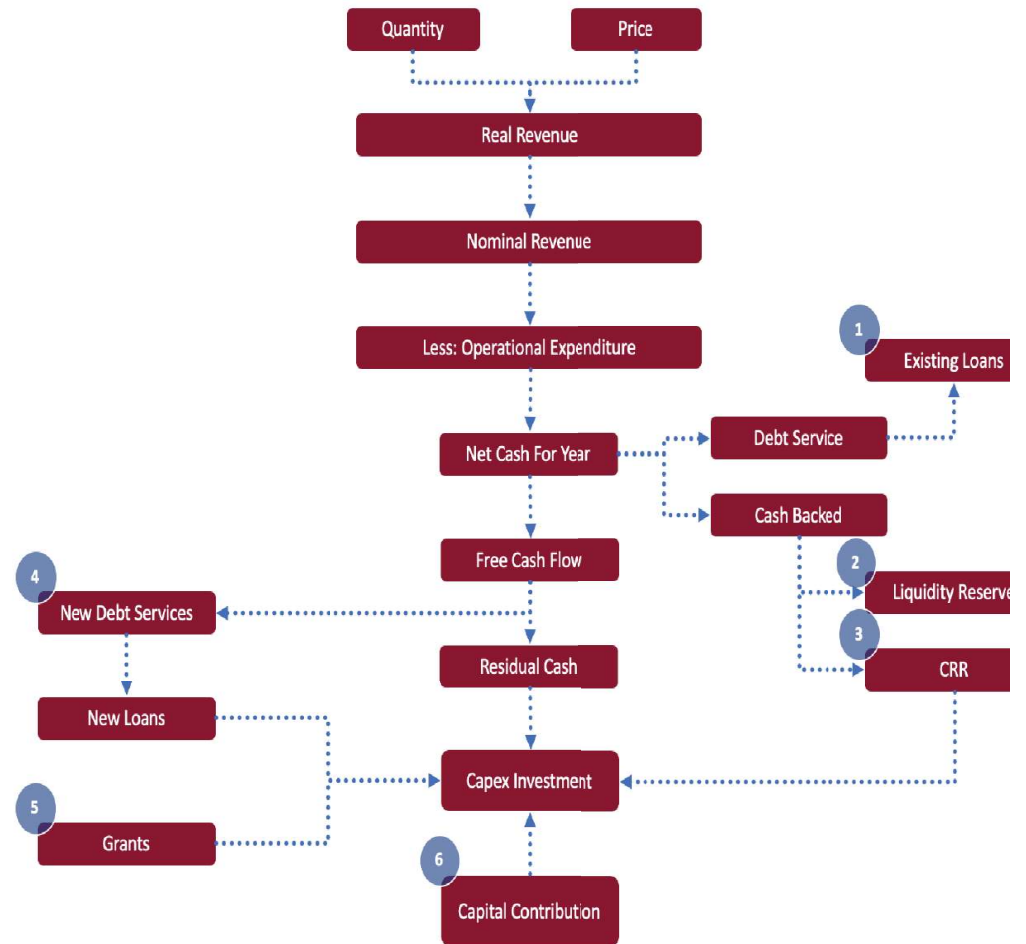 Quantity
Price
Real Revenue
Nominal Revenue
Less: Operational Expenditure
1
Existing Loans
Net Cash For Year
Debt Service
Cash Backed
Free Cash Flow
2
Liquidity Reserve
4
New Debt Services
3
CRR
Residual Cash
New Loans
Capex Investment
5
Grants
6
Capital Contribution